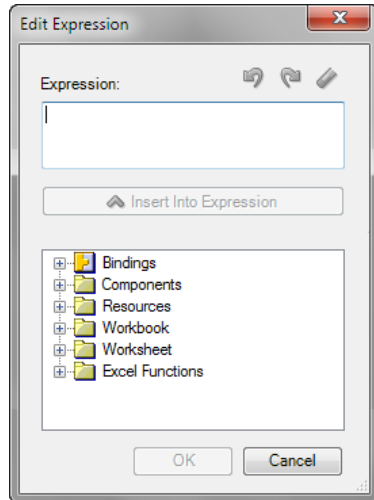 Edit Expression
Expression:
Insert Into Expression
Bindings
Components
Resources
Workbook
Worksheet
Excel Functions
OK
Cancel